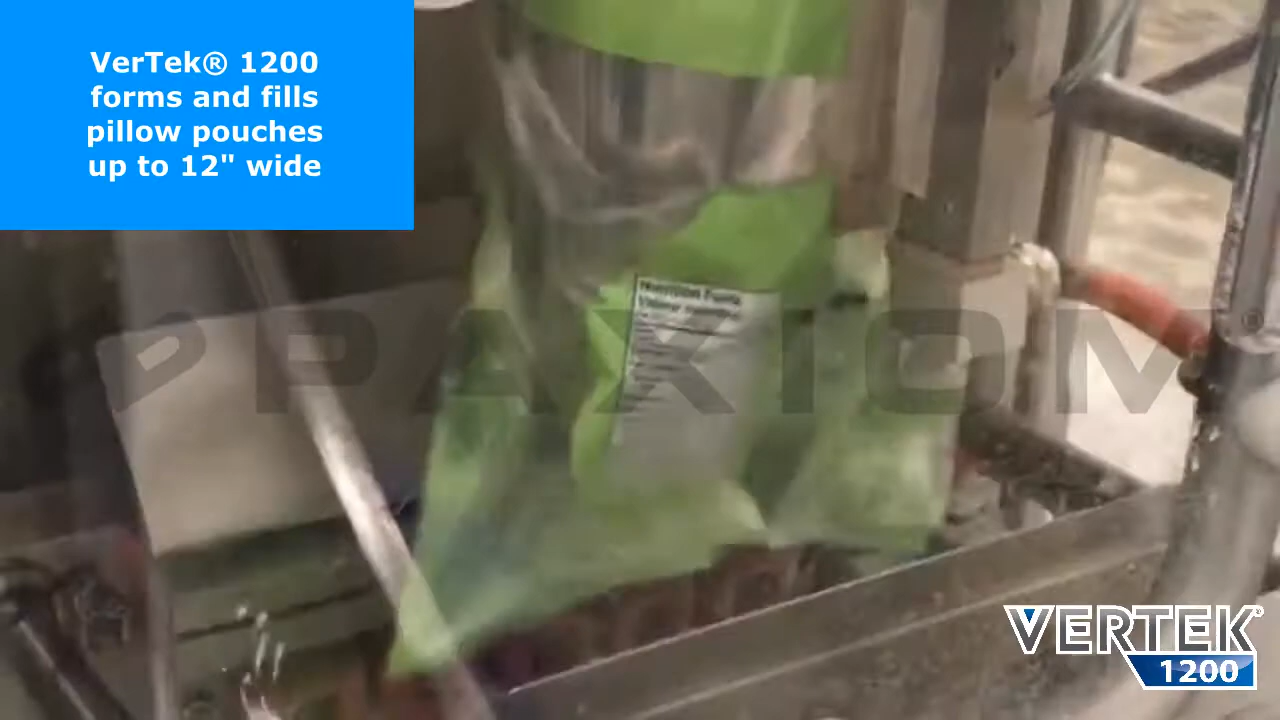 VerTek® 1200
forms and fills
pillow pouches
up to 12" wide
Nutrition Facts
PAXIOM
VERTEK®
1200